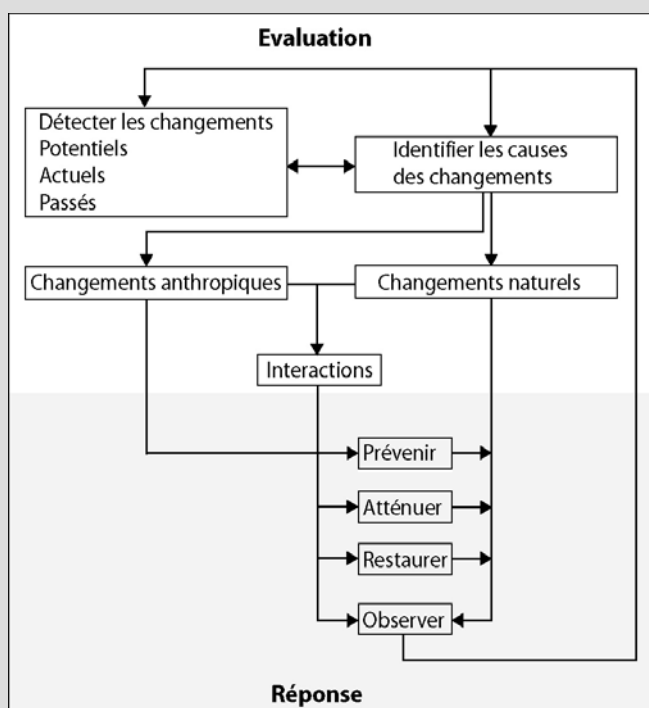 Evaluation
Détecter les changements
Potentiels
Actuels
Passés
Identifier les causes
des changements
Changements anthropiques
Changements naturels
Interactions
Prévenir
Atténuer
Restaurer
Observer
Réponse